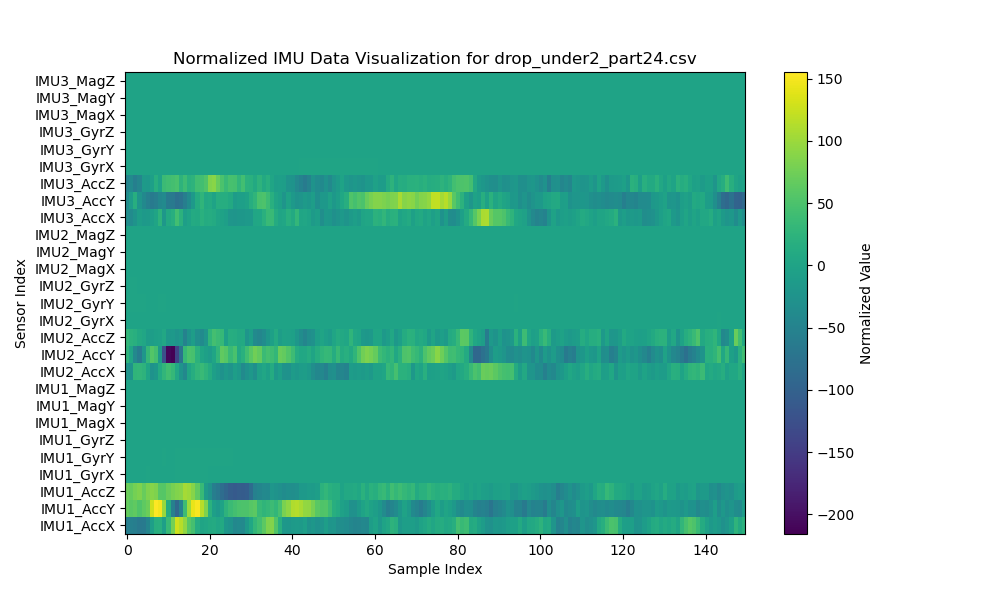 Normalized IMU Data Visualization for drop_under2_part24.csv
IMU3_MagZ
IMU3_MagY
IMU3_MagX
IMU3_GyrZ
IMU3_GyrY
IMU3_GyrX
IMU3_AccZ
IMU3_AccY
IMU3_AccX
IMU2_MagZ
IMU2_MagY
IMU2_MagX
IMU2_GyrZ
IMU2_GyrY
IMU2_GyrX
IMU2_AccZ
IMU2_AccY
IMU2_AccX
IMU1_MagZ
IMU1_MagY
IMU1_MagX
IMU1_GyrZ
IMU1_GyrY
IMU1_GyrX
IMU1_AccZ
IMU1_AccY
IMU1_AccX
Sensor Index
0 20 40 60 80 100 120 140
Sample Index
150
100
50
0
−50
−100
−150
−200
Normalized Value